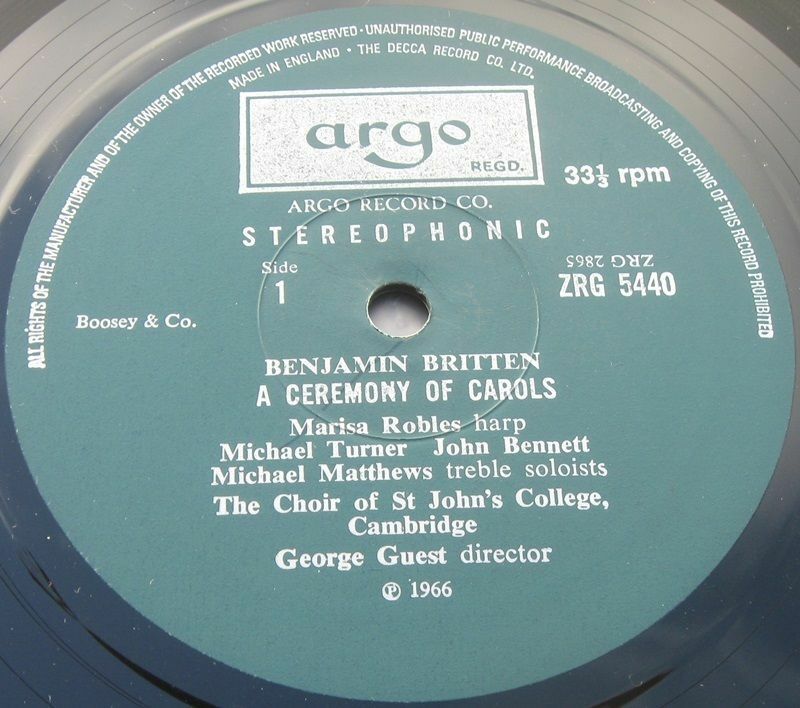 ALL RIGHTS OF THE MANUFACTURER AND OF THE OWNER OF THE RECORDED WORK RESERVED · UNAUTHORISED PUBLIC PERFORMANCE BROADCASTING AND COPYING OF THIS RECORD PROHIBITED
MADE IN ENGLAND · THE DECCA RECORD CO. LTD.
argo
REGD.
33⅓ rpm
ARGO RECORD CO.
STEREOPHONIC
Side
1
ZRG 2865
ZRG 5440
Boosey & Co.
BENJAMIN BRITTEN
A CEREMONY OF CAROLS
Marisa Robles harp
Michael Turner John Bennett
Michael Matthews treble soloists
The Choir of St John's College,
Cambridge
George Guest director
℗ 1966